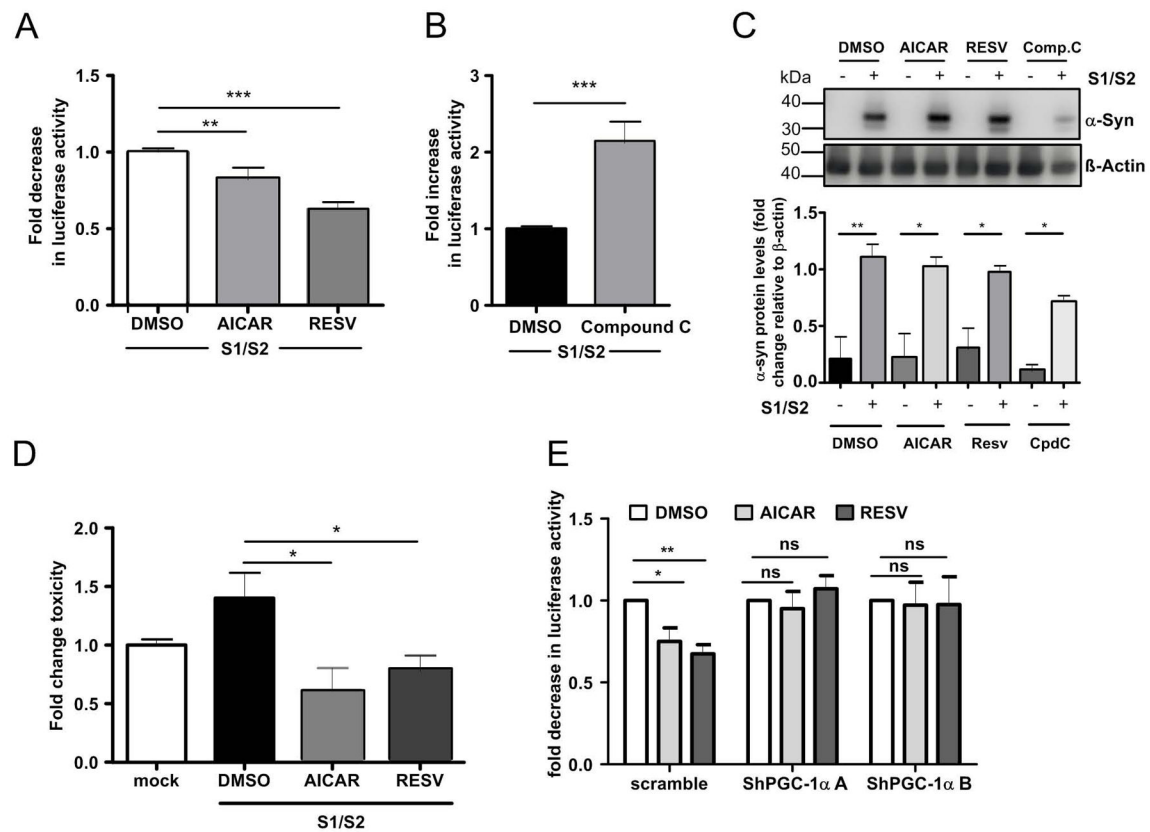 A
Fold decrease
in luciferase activity
1.5
1.0
0.5
0.0
***
**
DMSO AICAR RESV
S1/S2
B
Fold increase
in luciferase activity
3
2
1
0
***
DMSO Compound C
S1/S2
C
DMSO AICAR RESV Comp.C
kDa - + - + - + - + S1/S2
40
30
α-Syn
50
40
ß-Actin
α-syn protein levels (fold
change relative to β-actin)
1.5
1.0
0.5
0.0
** * * *
S1/S2 - + - + - + - +
DMSO AICAR Resv CpdC
D
Fold change toxicity
2.0
1.5
1.0
0.5
0.0
*
*
mock DMSO AICAR RESV
S1/S2
E
fold decrease in luciferase activity
1.5
1.0
0.5
0.0
DMSO AICAR RESV
** ns ns
* ns ns
scramble ShPGC-1α A ShPGC-1α B